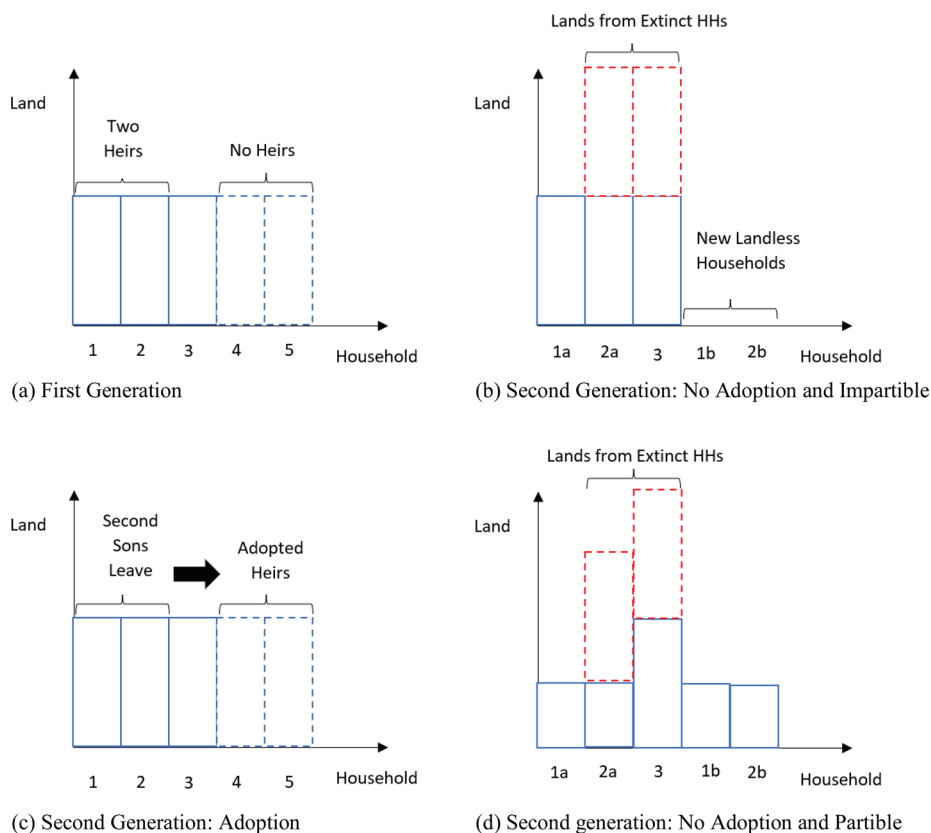 Land
Two
Heirs
No Heirs
1 2 3 4 5
Household
(a) First Generation
Lands from Extinct HHs
Land
New Landless
Households
1a 2a 3 1b 2b
Household
(b) Second Generation: No Adoption and Impartible
Land
Second
Sons
Leave
Adopted
Heirs
1 2 3 4 5
Household
(c) Second Generation: Adoption
Lands from Extinct HHs
Land
1a 2a 3 1b 2b
Household
(d) Second generation: No Adoption and Partible